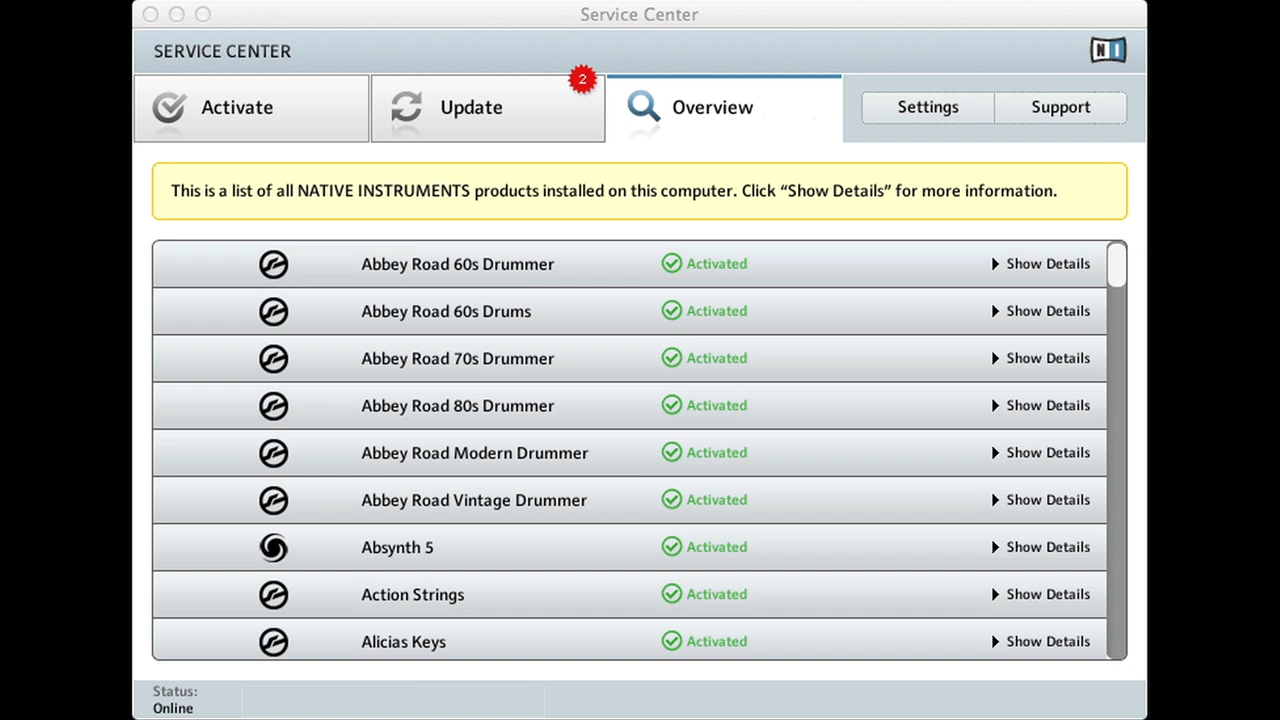 Service Center
SERVICE CENTER
NI
Activate
Update
2
Overview
Settings
Support
This is a list of all NATIVE INSTRUMENTS products installed on this computer. Click “Show Details” for more information.
Abbey Road 60s Drummer Activated Show Details
Abbey Road 60s Drums Activated Show Details
Abbey Road 70s Drummer Activated Show Details
Abbey Road 80s Drummer Activated Show Details
Abbey Road Modern Drummer Activated Show Details
Abbey Road Vintage Drummer Activated Show Details
Absynth 5 Activated Show Details
Action Strings Activated Show Details
Alicias Keys Activated Show Details
Status:
Online